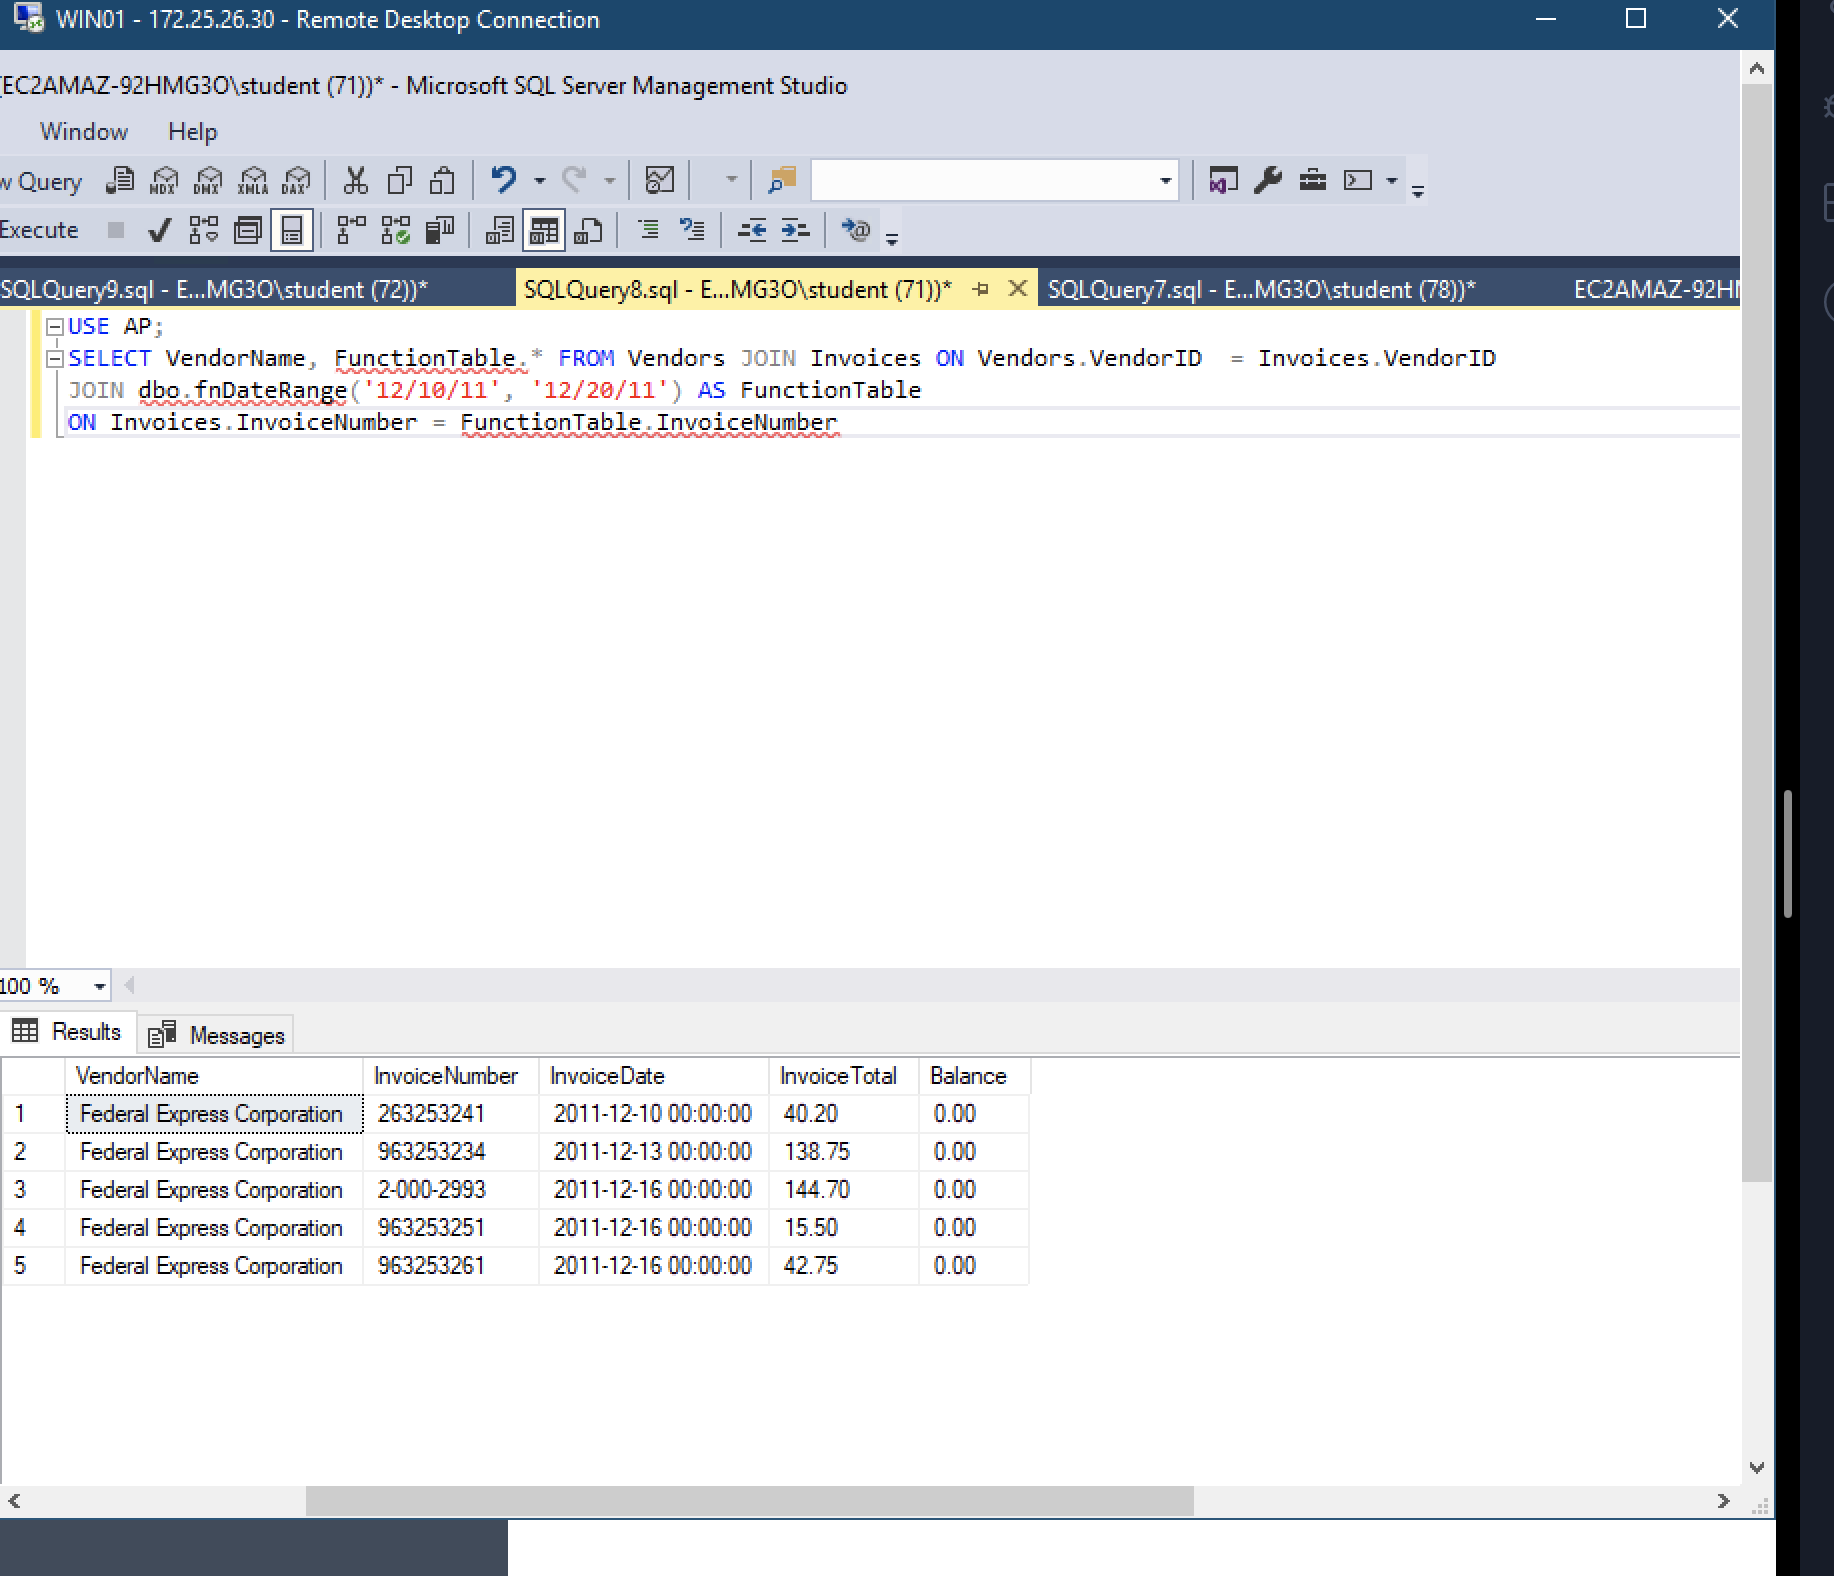 WIN01 - 172.25.26.30 - Remote Desktop Connection
(EC2AMAZ-92HMG3O\student (71))* - Microsoft SQL Server Management Studio
Window Help
w Query MDX DMX XMLA DAX
Execute
SQLQuery9.sql - E...MG3O\student (72))* SQLQuery8.sql - E...MG3O\student (71))* SQLQuery7.sql - E...MG3O\student (78))* EC2AMAZ-92H
USE AP;
SELECT VendorName, FunctionTable.* FROM Vendors JOIN Invoices ON Vendors.VendorID  = Invoices.VendorID
JOIN dbo.fnDateRange('12/10/11', '12/20/11') AS FunctionTable
ON Invoices.InvoiceNumber = FunctionTable.InvoiceNumber
100 %
Results Messages
VendorName InvoiceNumber InvoiceDate InvoiceTotal Balance
1 Federal Express Corporation 263253241 2011-12-10 00:00:00 40.20 0.00
2 Federal Express Corporation 963253234 2011-12-13 00:00:00 138.75 0.00
3 Federal Express Corporation 2-000-2993 2011-12-16 00:00:00 144.70 0.00
4 Federal Express Corporation 963253251 2011-12-16 00:00:00 15.50 0.00
5 Federal Express Corporation 963253261 2011-12-16 00:00:00 42.75 0.00